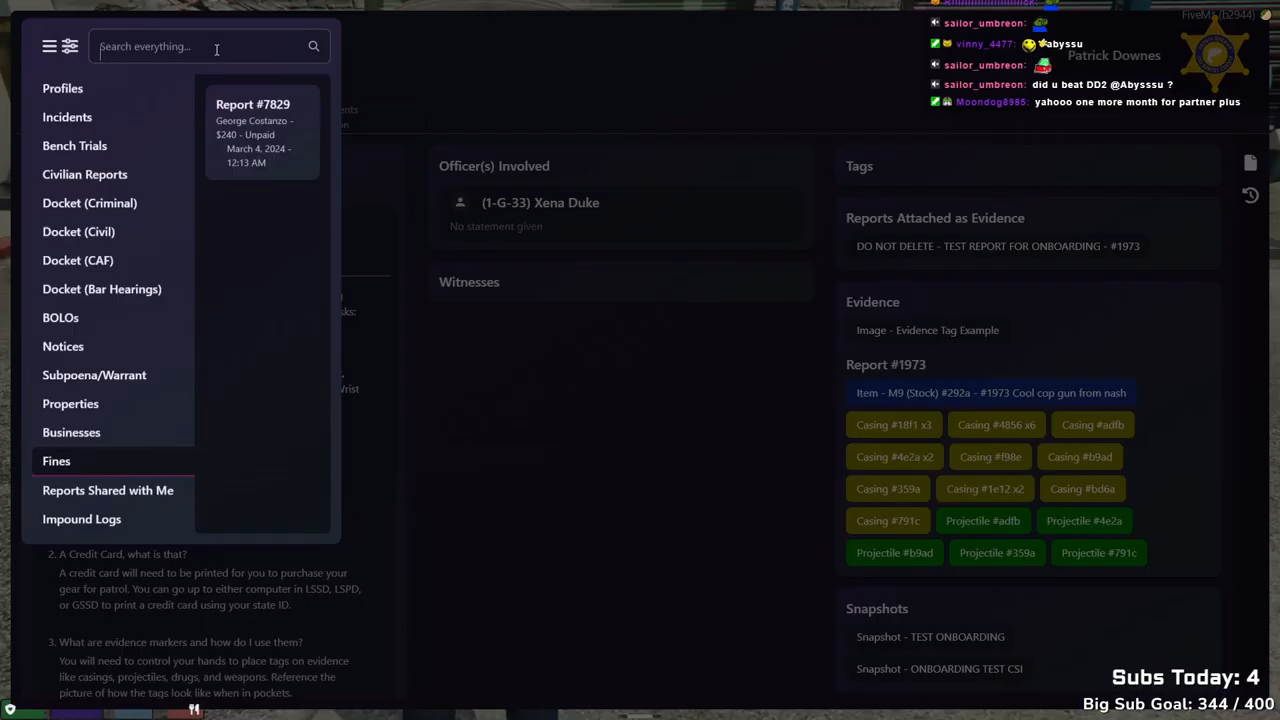 Search everything...
Profiles
Incidents
Bench Trials
Civilian Reports
Docket (Criminal)
Docket (Civil)
Docket (CAF)
Docket (Bar Hearings)
BOLOs
Notices
Subpoena/Warrant
Properties
Businesses
Fines
Reports Shared with Me
Impound Logs
Report #7829
George Costanzo -
$240 - Unpaid
March 4, 2024 -
12:13 AM
2. A Credit Card, what is that?
A credit card will need to be printed for you to purchase your
gear for patrol. You can go up to either computer in LSSD, LSPD,
or GSSD to print a credit card using your state ID.
3. What are evidence markers and how do I use them?
You will need to control your hands to place tags on evidence
like casings, projectiles, drugs, and weapons. Reference the
picture of how the tags look like when in pockets.
Officer(s) Involved
(1-G-33) Xena Duke
No statement given
Witnesses
FiveM® (b2944)
Patrick Downes
sailor_umbreon:
vinny_4477: abyssu
sailor_umbreon:
sailor_umbreon: did u beat DD2 @Abysssu ?
Moondog8985: yahooo one more month for partner plus
Tags
Reports Attached as Evidence
DO NOT DELETE - TEST REPORT FOR ONBOARDING - #1973
Evidence
Image - Evidence Tag Example
Report #1973
Item - M9 (Stock) #292a - #1973 Cool cop gun from nash
Casing #18f1 x3 Casing #4856 x6 Casing #adfb
Casing #4e2a x2 Casing #f98e Casing #b9ad
Casing #359a Casing #1e12 x2 Casing #bd6a
Casing #791c Projectile #adfb Projectile #4e2a
Projectile #b9ad Projectile #359a Projectile #791c
Snapshots
Snapshot - TEST ONBOARDING
Snapshot - ONBOARDING TEST CSI
Subs Today: 4
Big Sub Goal: 344 / 400